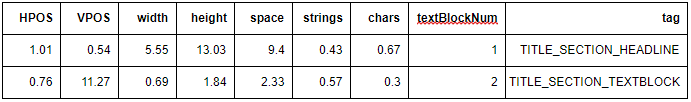 HPOS VPOS width height space strings chars textBlockNum tag
1.01 0.54 5.55 13.03 9.4 0.43 0.67 1 TITLE_SECTION_HEADLINE
0.76 11.27 0.69 1.84 2.33 0.57 0.3 2 TITLE_SECTION_TEXTBLOCK